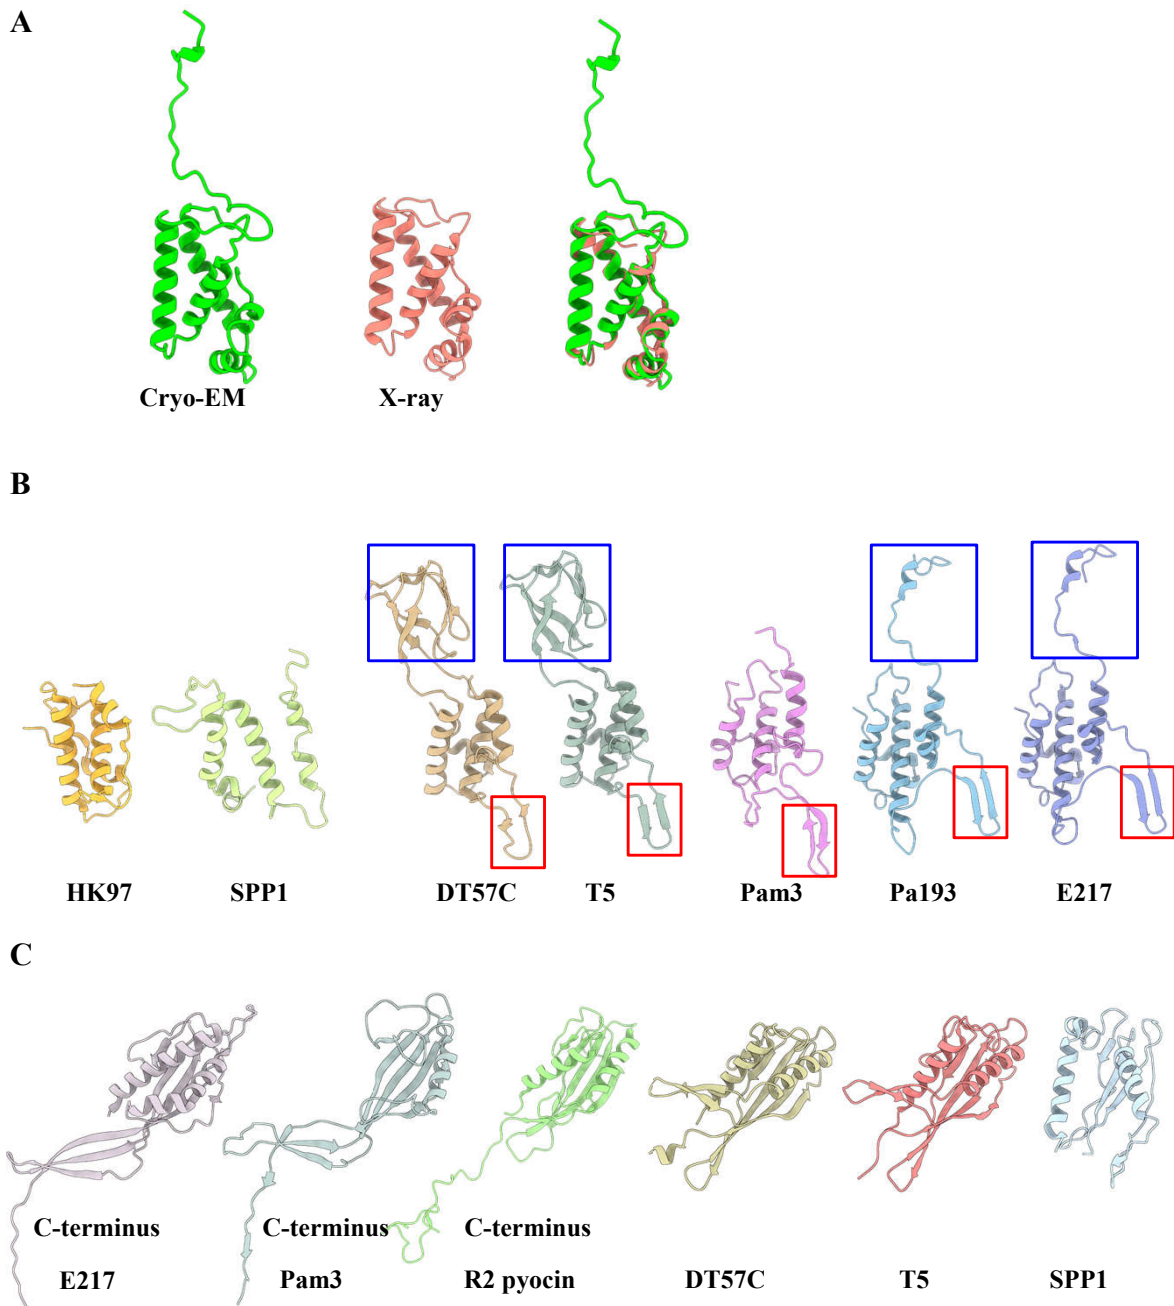 A
Cryo-EM X-ray
B
HK97 SPP1 DT57C T5 Pam3 Pa193 E217
C
C-terminus C-terminus C-terminus
E217 Pam3 R2 pyocin DT57C T5 SPP1